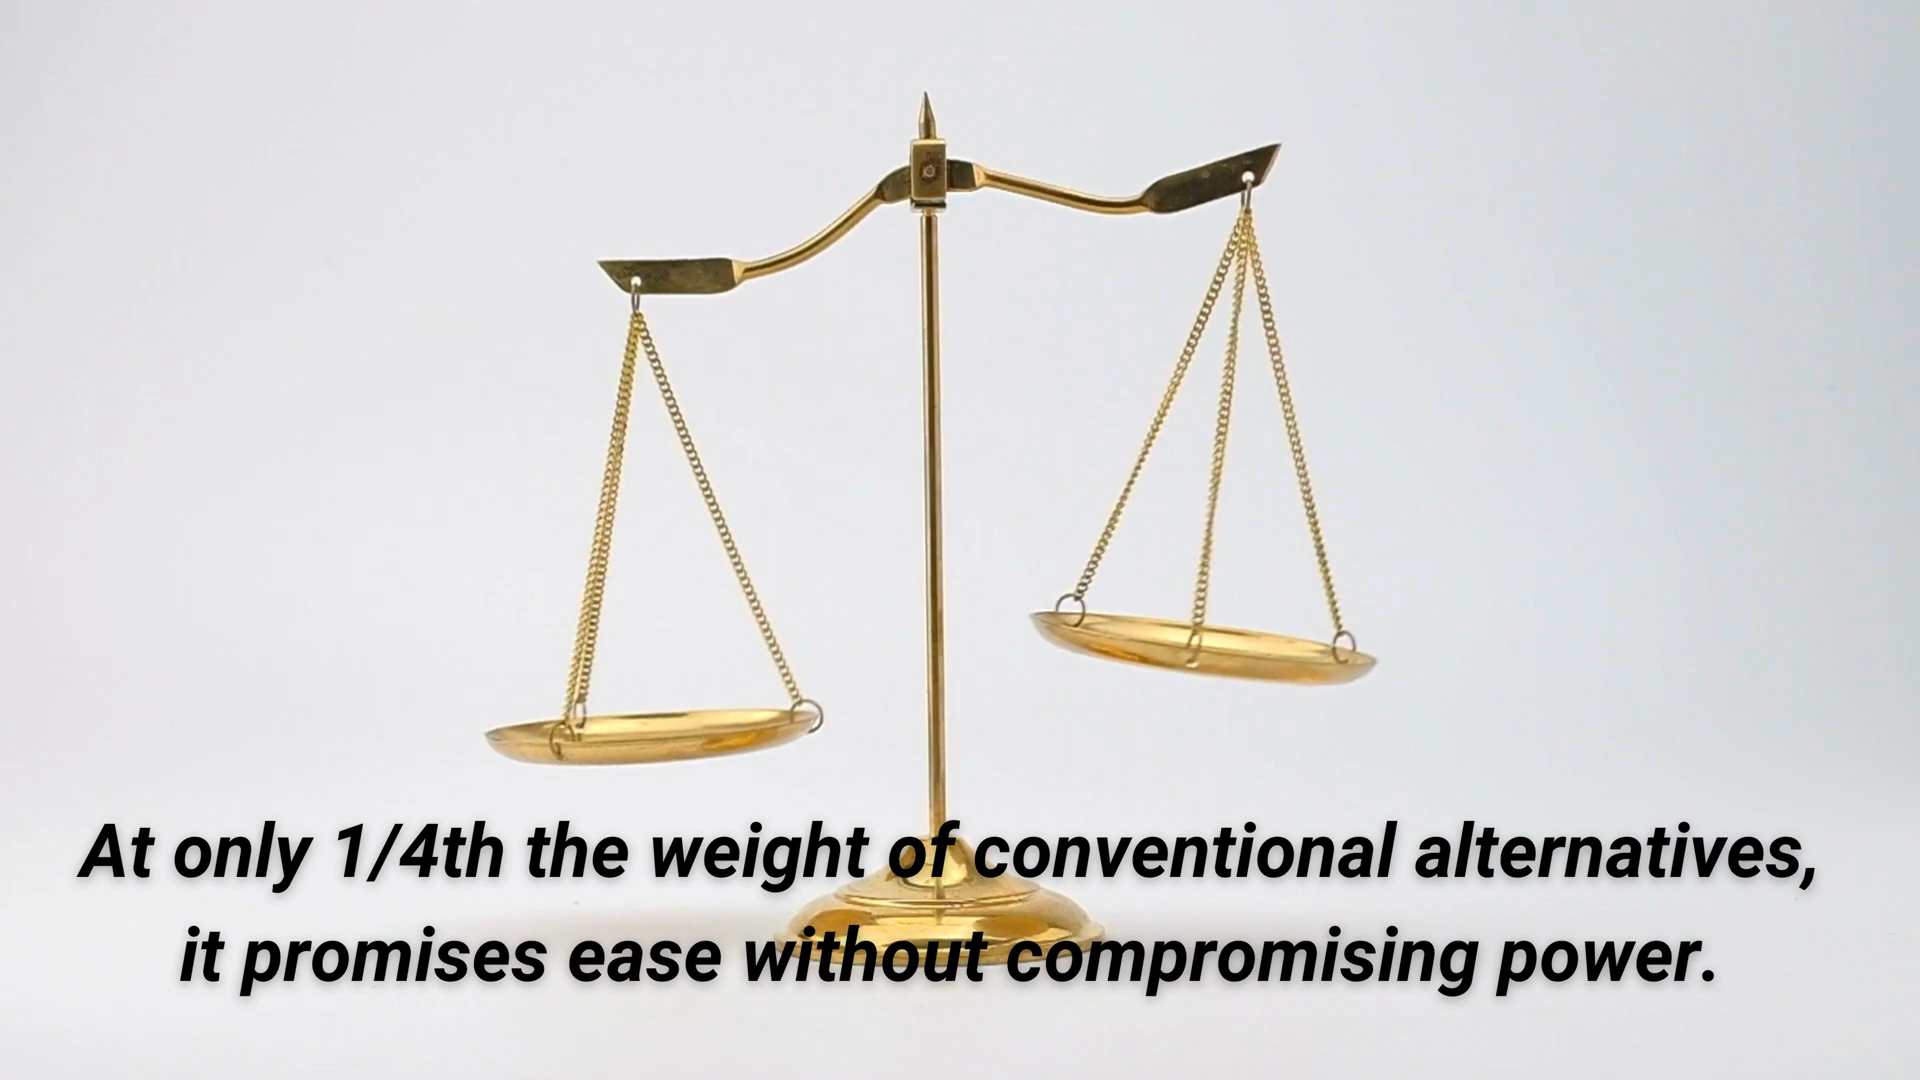 At only 1/4th the weight of conventional alternatives,
it promises ease without compromising power.